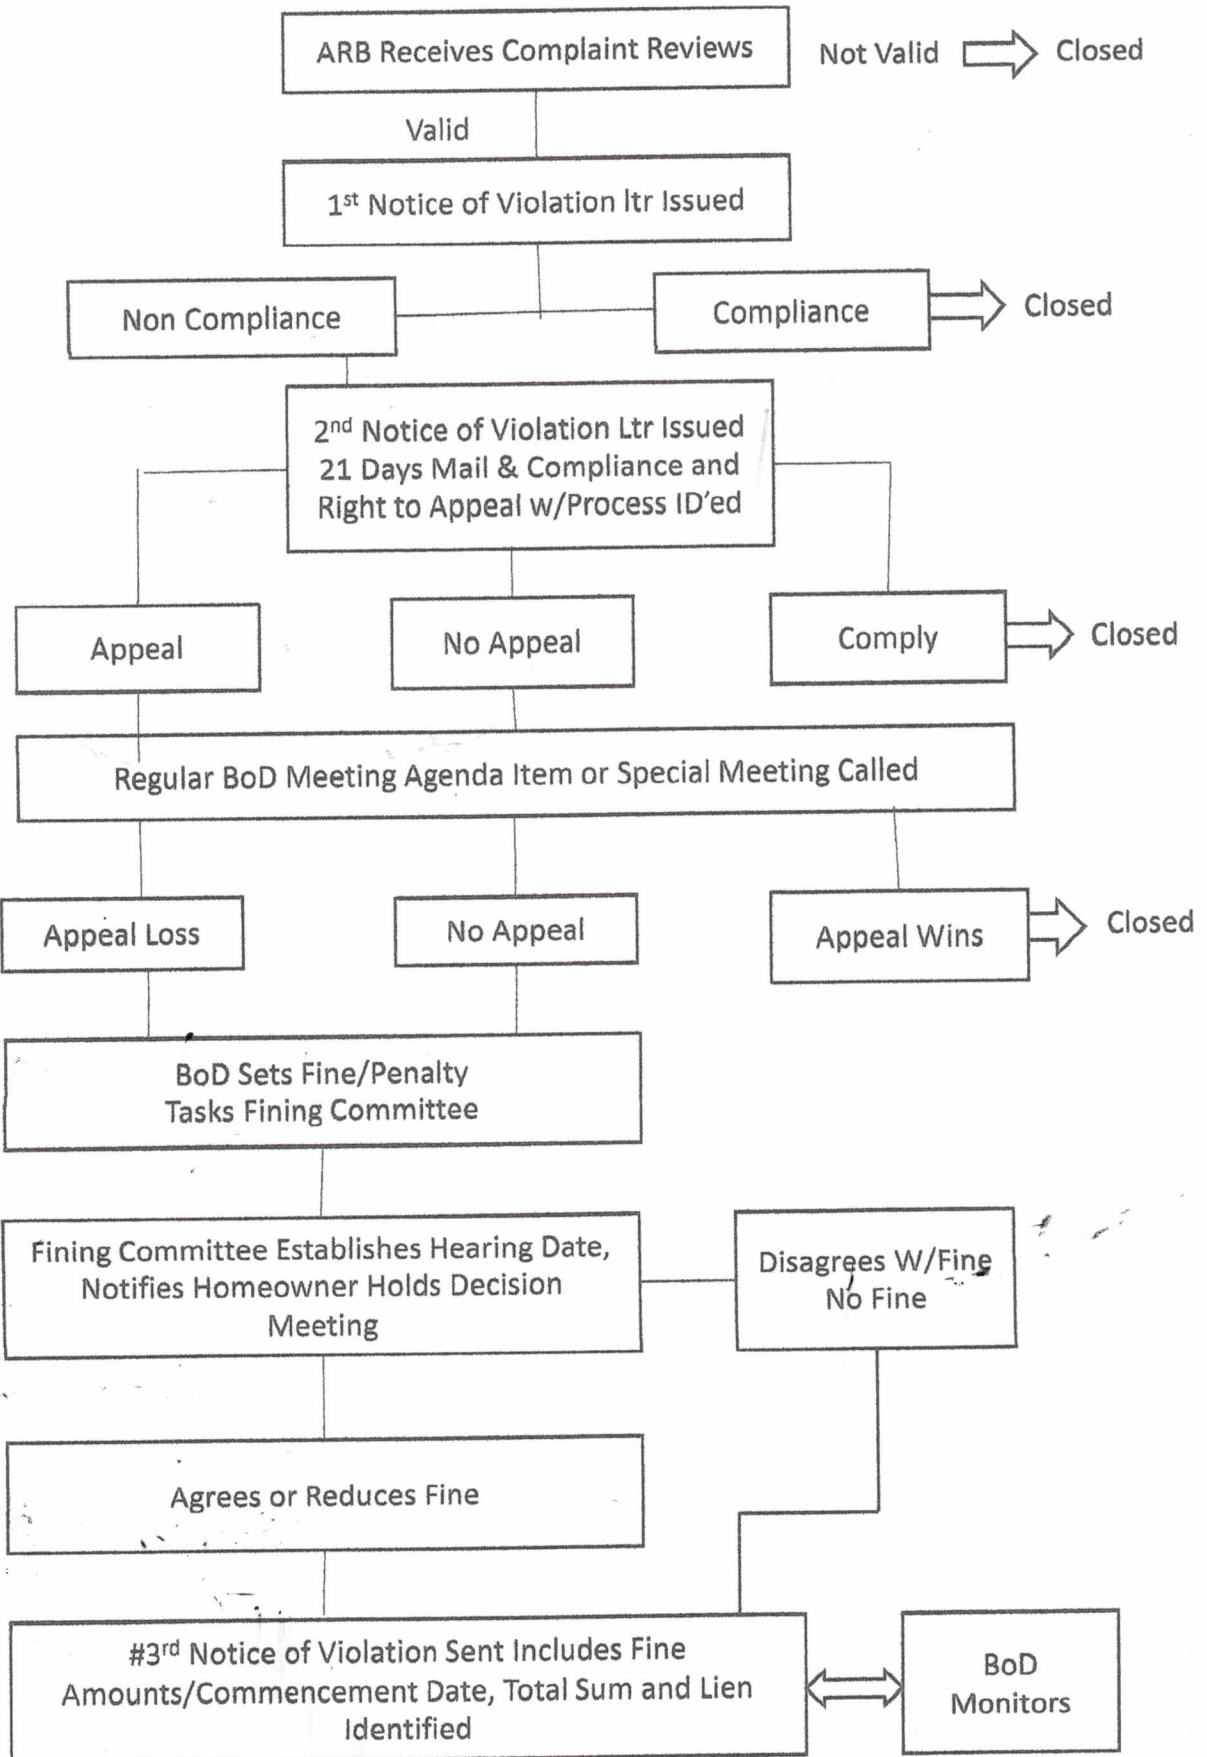 ARB Receives Complaint Reviews
Not Valid
Closed
Valid
1st Notice of Violation ltr Issued
Non Compliance
Compliance
Closed
2nd Notice of Violation Ltr Issued
21 Days Mail & Compliance and
Right to Appeal w/Process ID'ed
Appeal
No Appeal
Comply
Closed
Regular BoD Meeting Agenda Item or Special Meeting Called
Appeal Loss
No Appeal
Appeal Wins
Closed
BoD Sets Fine/Penalty
Tasks Fining Committee
Fining Committee Establishes Hearing Date,
Notifies Homeowner Holds Decision
Meeting
Disagrees W/Fine
No Fine
Agrees or Reduces Fine
#3rd Notice of Violation Sent Includes Fine
Amounts/Commencement Date, Total Sum and Lien
Identified
BoD
Monitors